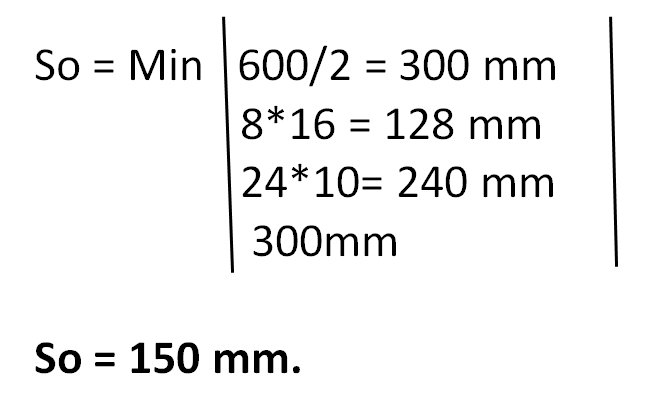 So = Min 600/2 = 300 mm
8*16 = 128 mm
24*10= 240 mm
300mm
So = 150 mm.